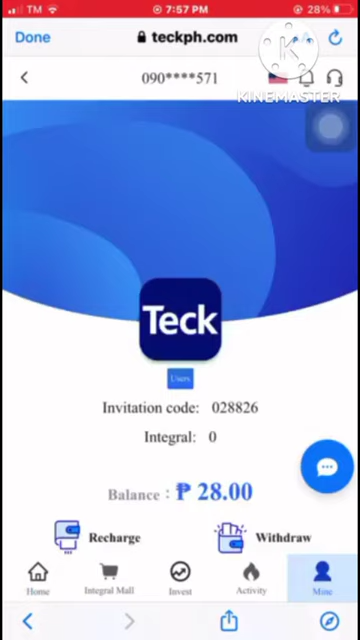 TM 7:57 PM 28%
Done teckph.com
090****571
KINEMASTER
Teck
Users
Invitation code: 028826
Integral: 0
Balance : ₱ 28.00
Recharge Withdraw
Home Integral Mall Invest Activity Mine